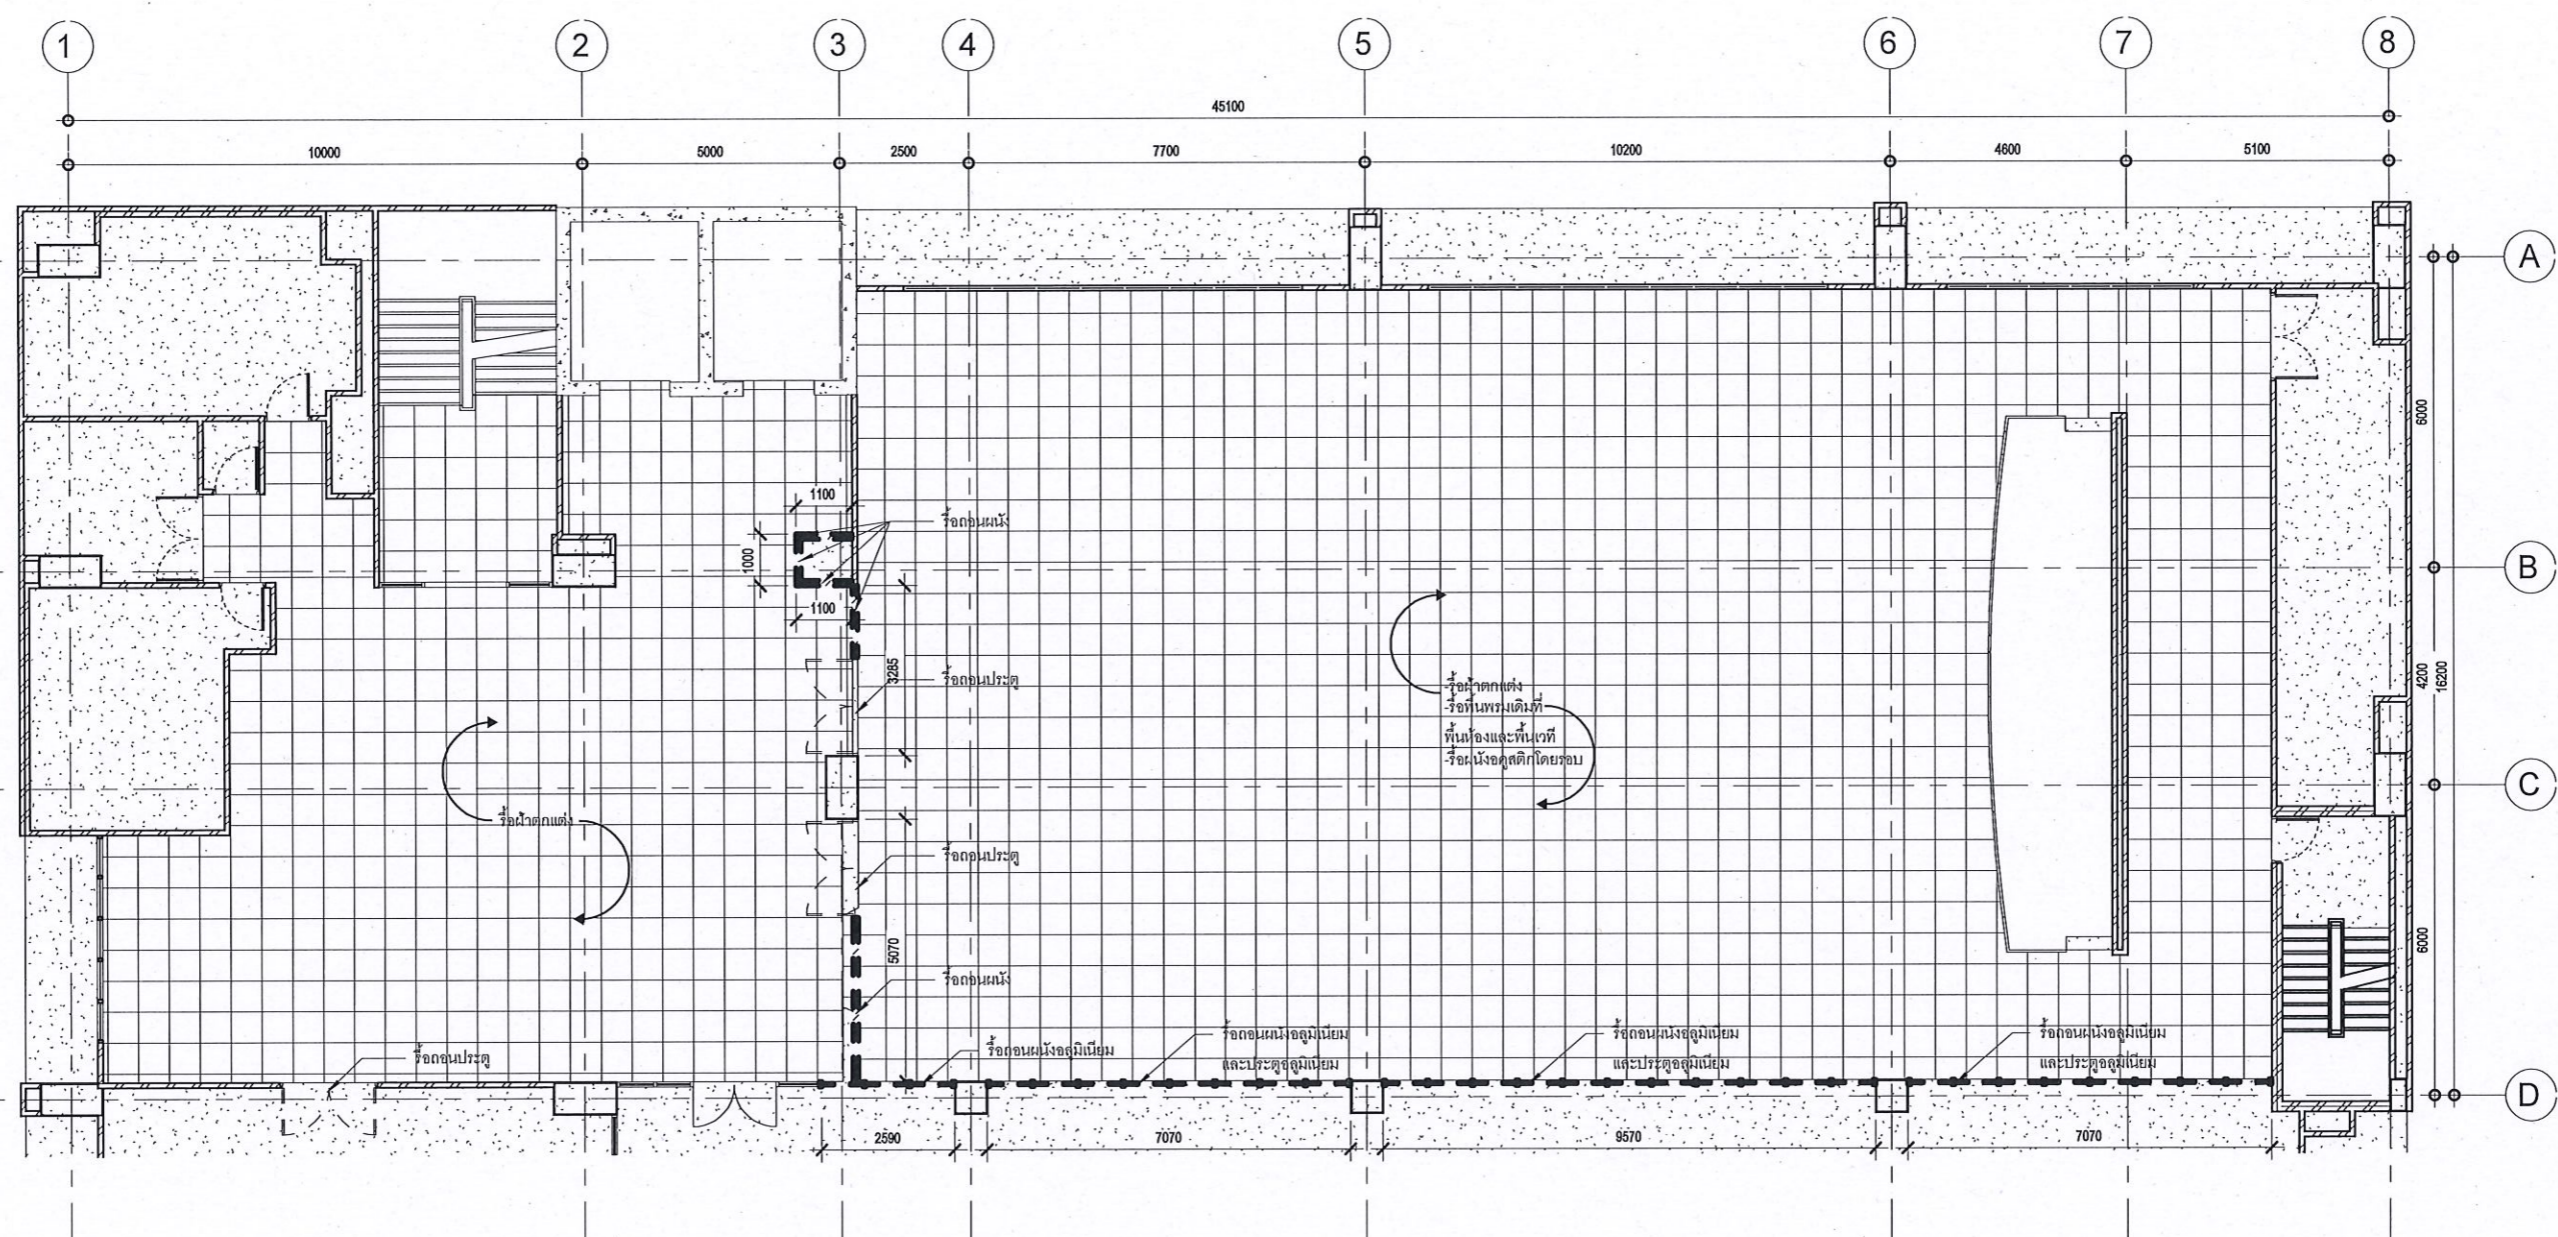 1 2 3 4 5 6 7 8
45100
10000 5000 2500 7700 10200 4600 5100
A
6000
1100
รื้อถอนผนัง
1000
B
1100
3285
รื้อถอนประตู
4200
16200
-รื้อฝ้าตกแต่ง
-รื้อพื้นพรมเดิมที่
พื้นห้องและพื้นเวที
-รื้อผนังอคูสติกโดยรอบ
C
รื้อฝ้าตกแต่ง
รื้อถอนประตู
5070
6000
รื้อถอนผนัง
รื้อถอนประตู
รื้อถอนผนังอลูมิเนียม
รื้อถอนผนังอลูมิเนียม
และประตูอลูมิเนียม
รื้อถอนผนังอลูมิเนียม
และประตูอลูมิเนียม
รื้อถอนผนังอลูมิเนียม
และประตูอลูมิเนียม
D
2590 7070 9570 7070